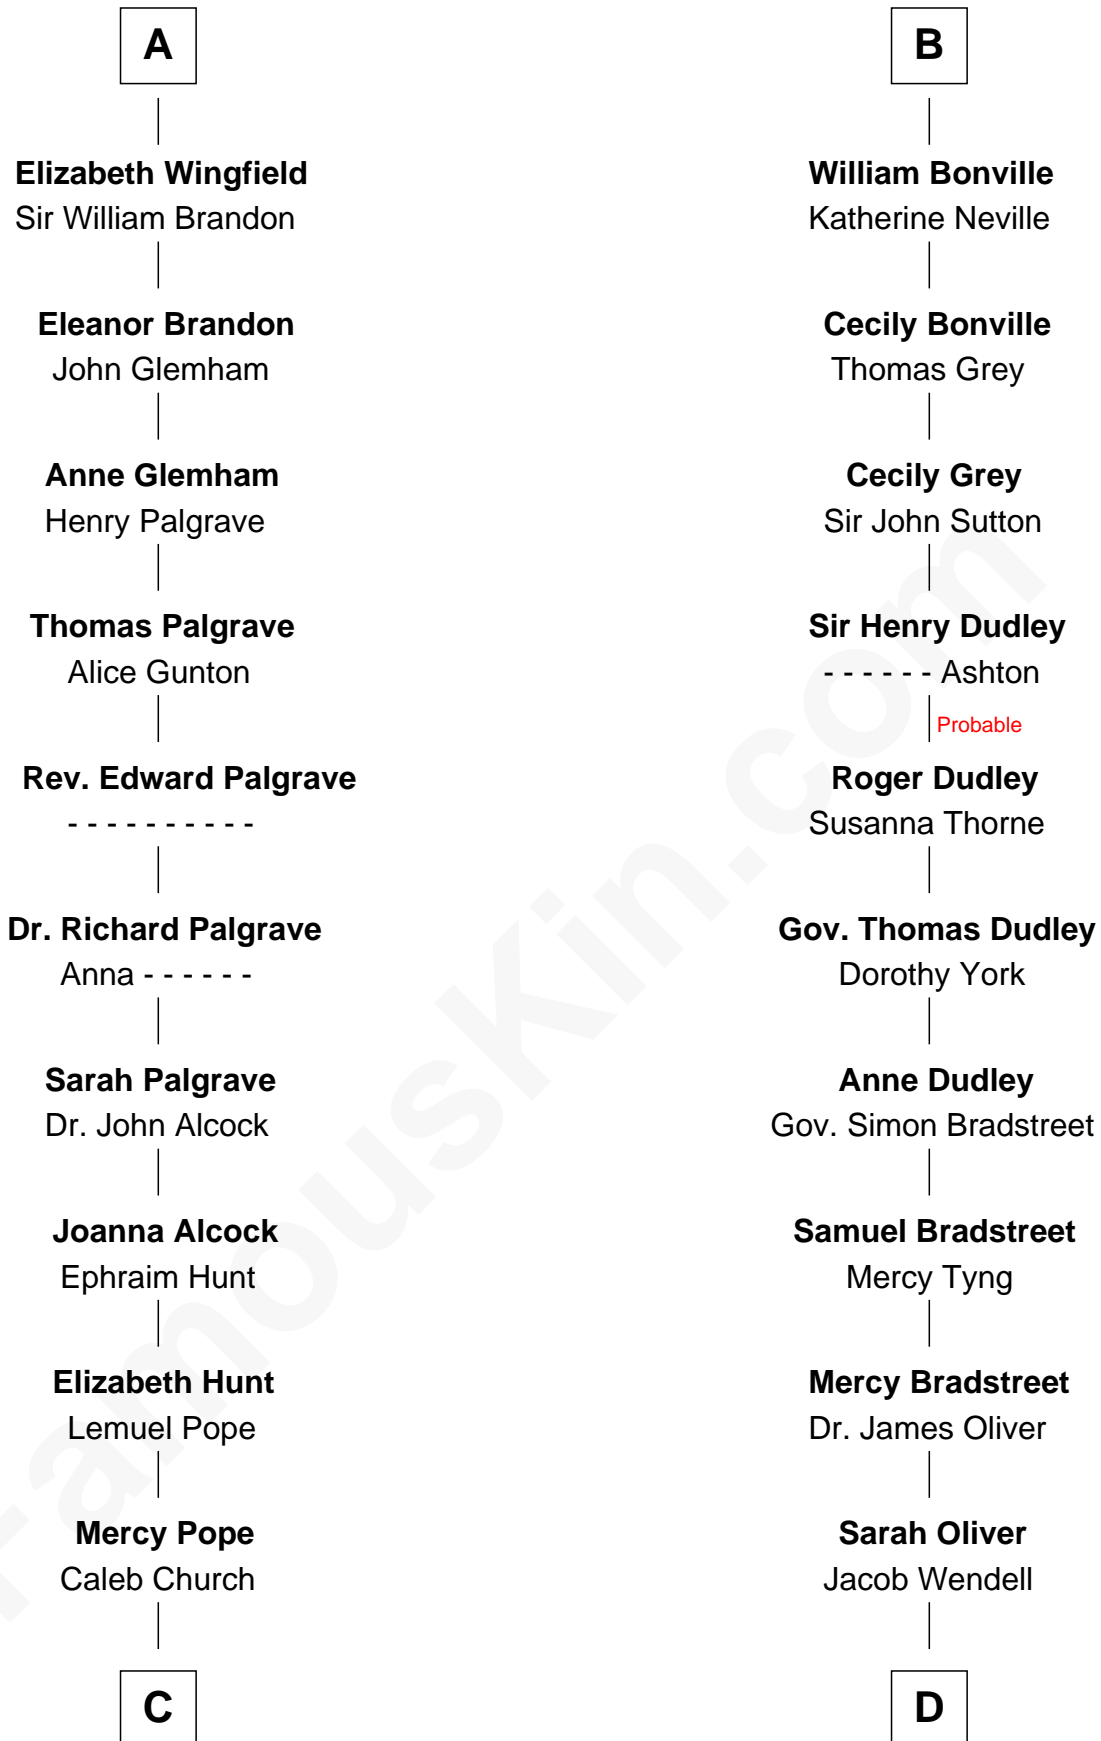 A
Elizabeth Wingfield
Sir William Brandon
Eleanor Brandon
John Glemham
Anne Glemham
Henry Palgrave
Thomas Palgrave
Alice Gunton
Rev. Edward Palgrave
- - - - - - - - - -
Dr. Richard Palgrave
Anna - - - - - -
Sarah Palgrave
Dr. John Alcock
Joanna Alcock
Ephraim Hunt
Elizabeth Hunt
Lemuel Pope
Mercy Pope
Caleb Church
C
B
William Bonville
Katherine Neville
Cecily Bonville
Thomas Grey
Cecily Grey
Sir John Sutton
Sir Henry Dudley
- - - - - - Ashton
Probable
Roger Dudley
Susanna Thorne
Gov. Thomas Dudley
Dorothy York
Anne Dudley
Gov. Simon Bradstreet
Samuel Bradstreet
Mercy Tyng
Mercy Bradstreet
Dr. James Oliver
Sarah Oliver
Jacob Wendell
D
FamousKin.com